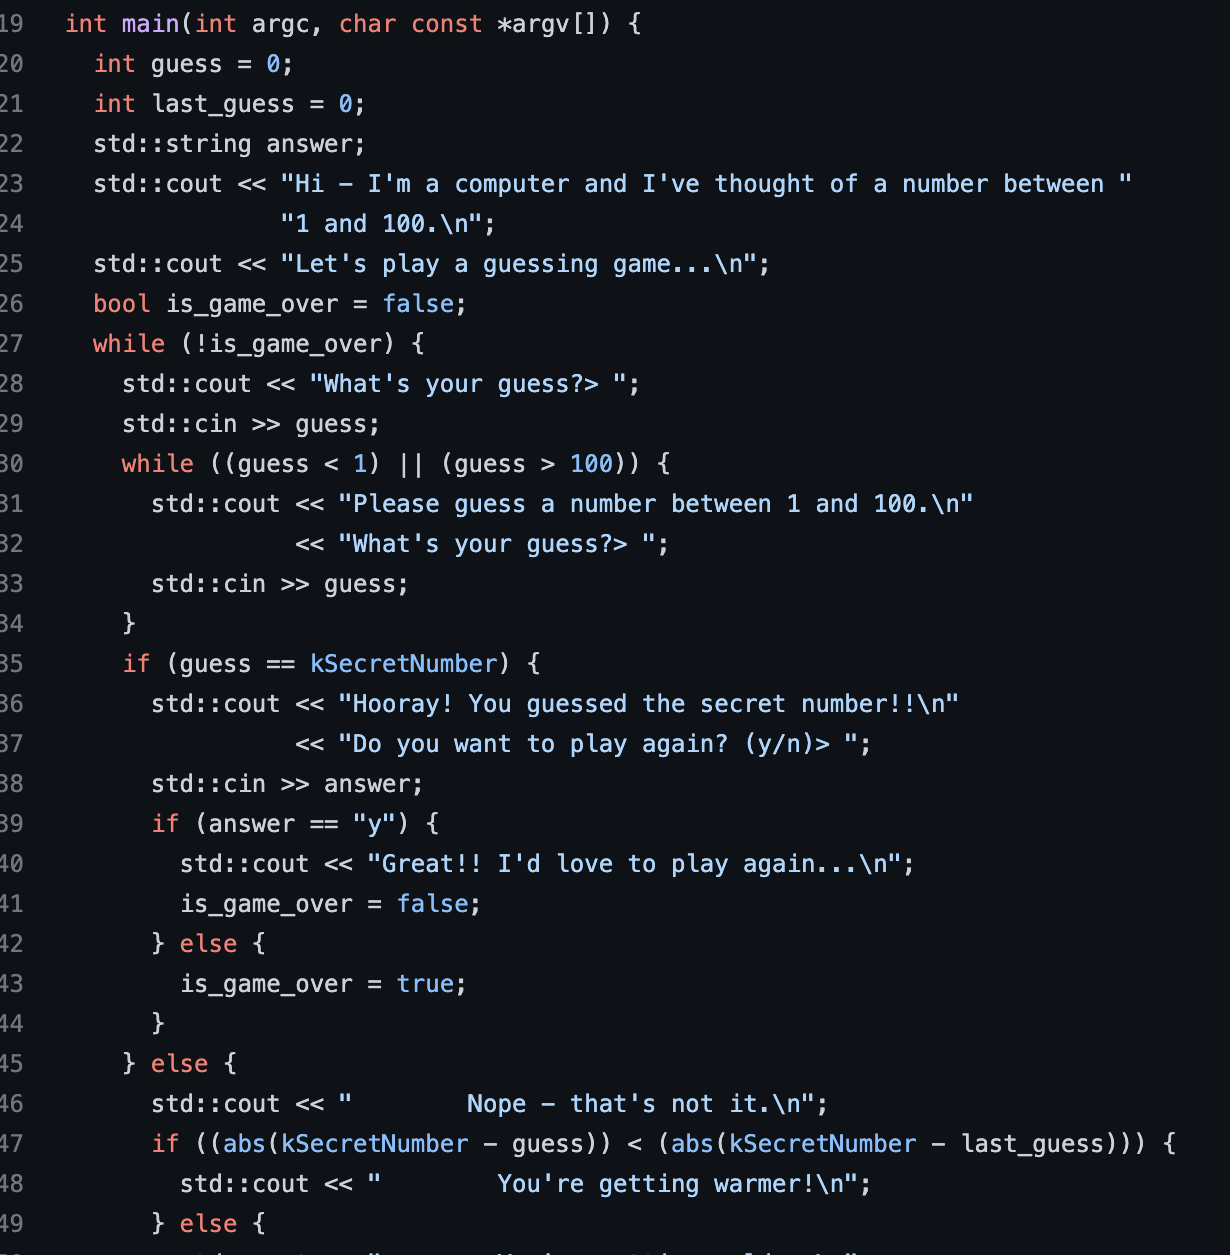 19 int main(int argc, char const *argv[]) {
20 int guess = 0;
21 int last_guess = 0;
22 std::string answer;
23 std::cout << "Hi – I'm a computer and I've thought of a number between "
24 "1 and 100.\n";
25 std::cout << "Let's play a guessing game...\n";
26 bool is_game_over = false;
27 while (!is_game_over) {
28 std::cout << "What's your guess?> ";
29 std::cin >> guess;
30 while ((guess < 1) || (guess > 100)) {
31 std::cout << "Please guess a number between 1 and 100.\n"
32 << "What's your guess?> ";
33 std::cin >> guess;
34 }
35 if (guess == kSecretNumber) {
36 std::cout << "Hooray! You guessed the secret number!!\n"
37 << "Do you want to play again? (y/n)> ";
38 std::cin >> answer;
39 if (answer == "y") {
40 std::cout << "Great!! I'd love to play again...\n";
41 is_game_over = false;
42 } else {
43 is_game_over = true;
44 }
45 } else {
46 std::cout << "        Nope – that's not it.\n";
47 if ((abs(kSecretNumber - guess)) < (abs(kSecretNumber - last_guess))) {
48 std::cout << "        You're getting warmer!\n";
49 } else {